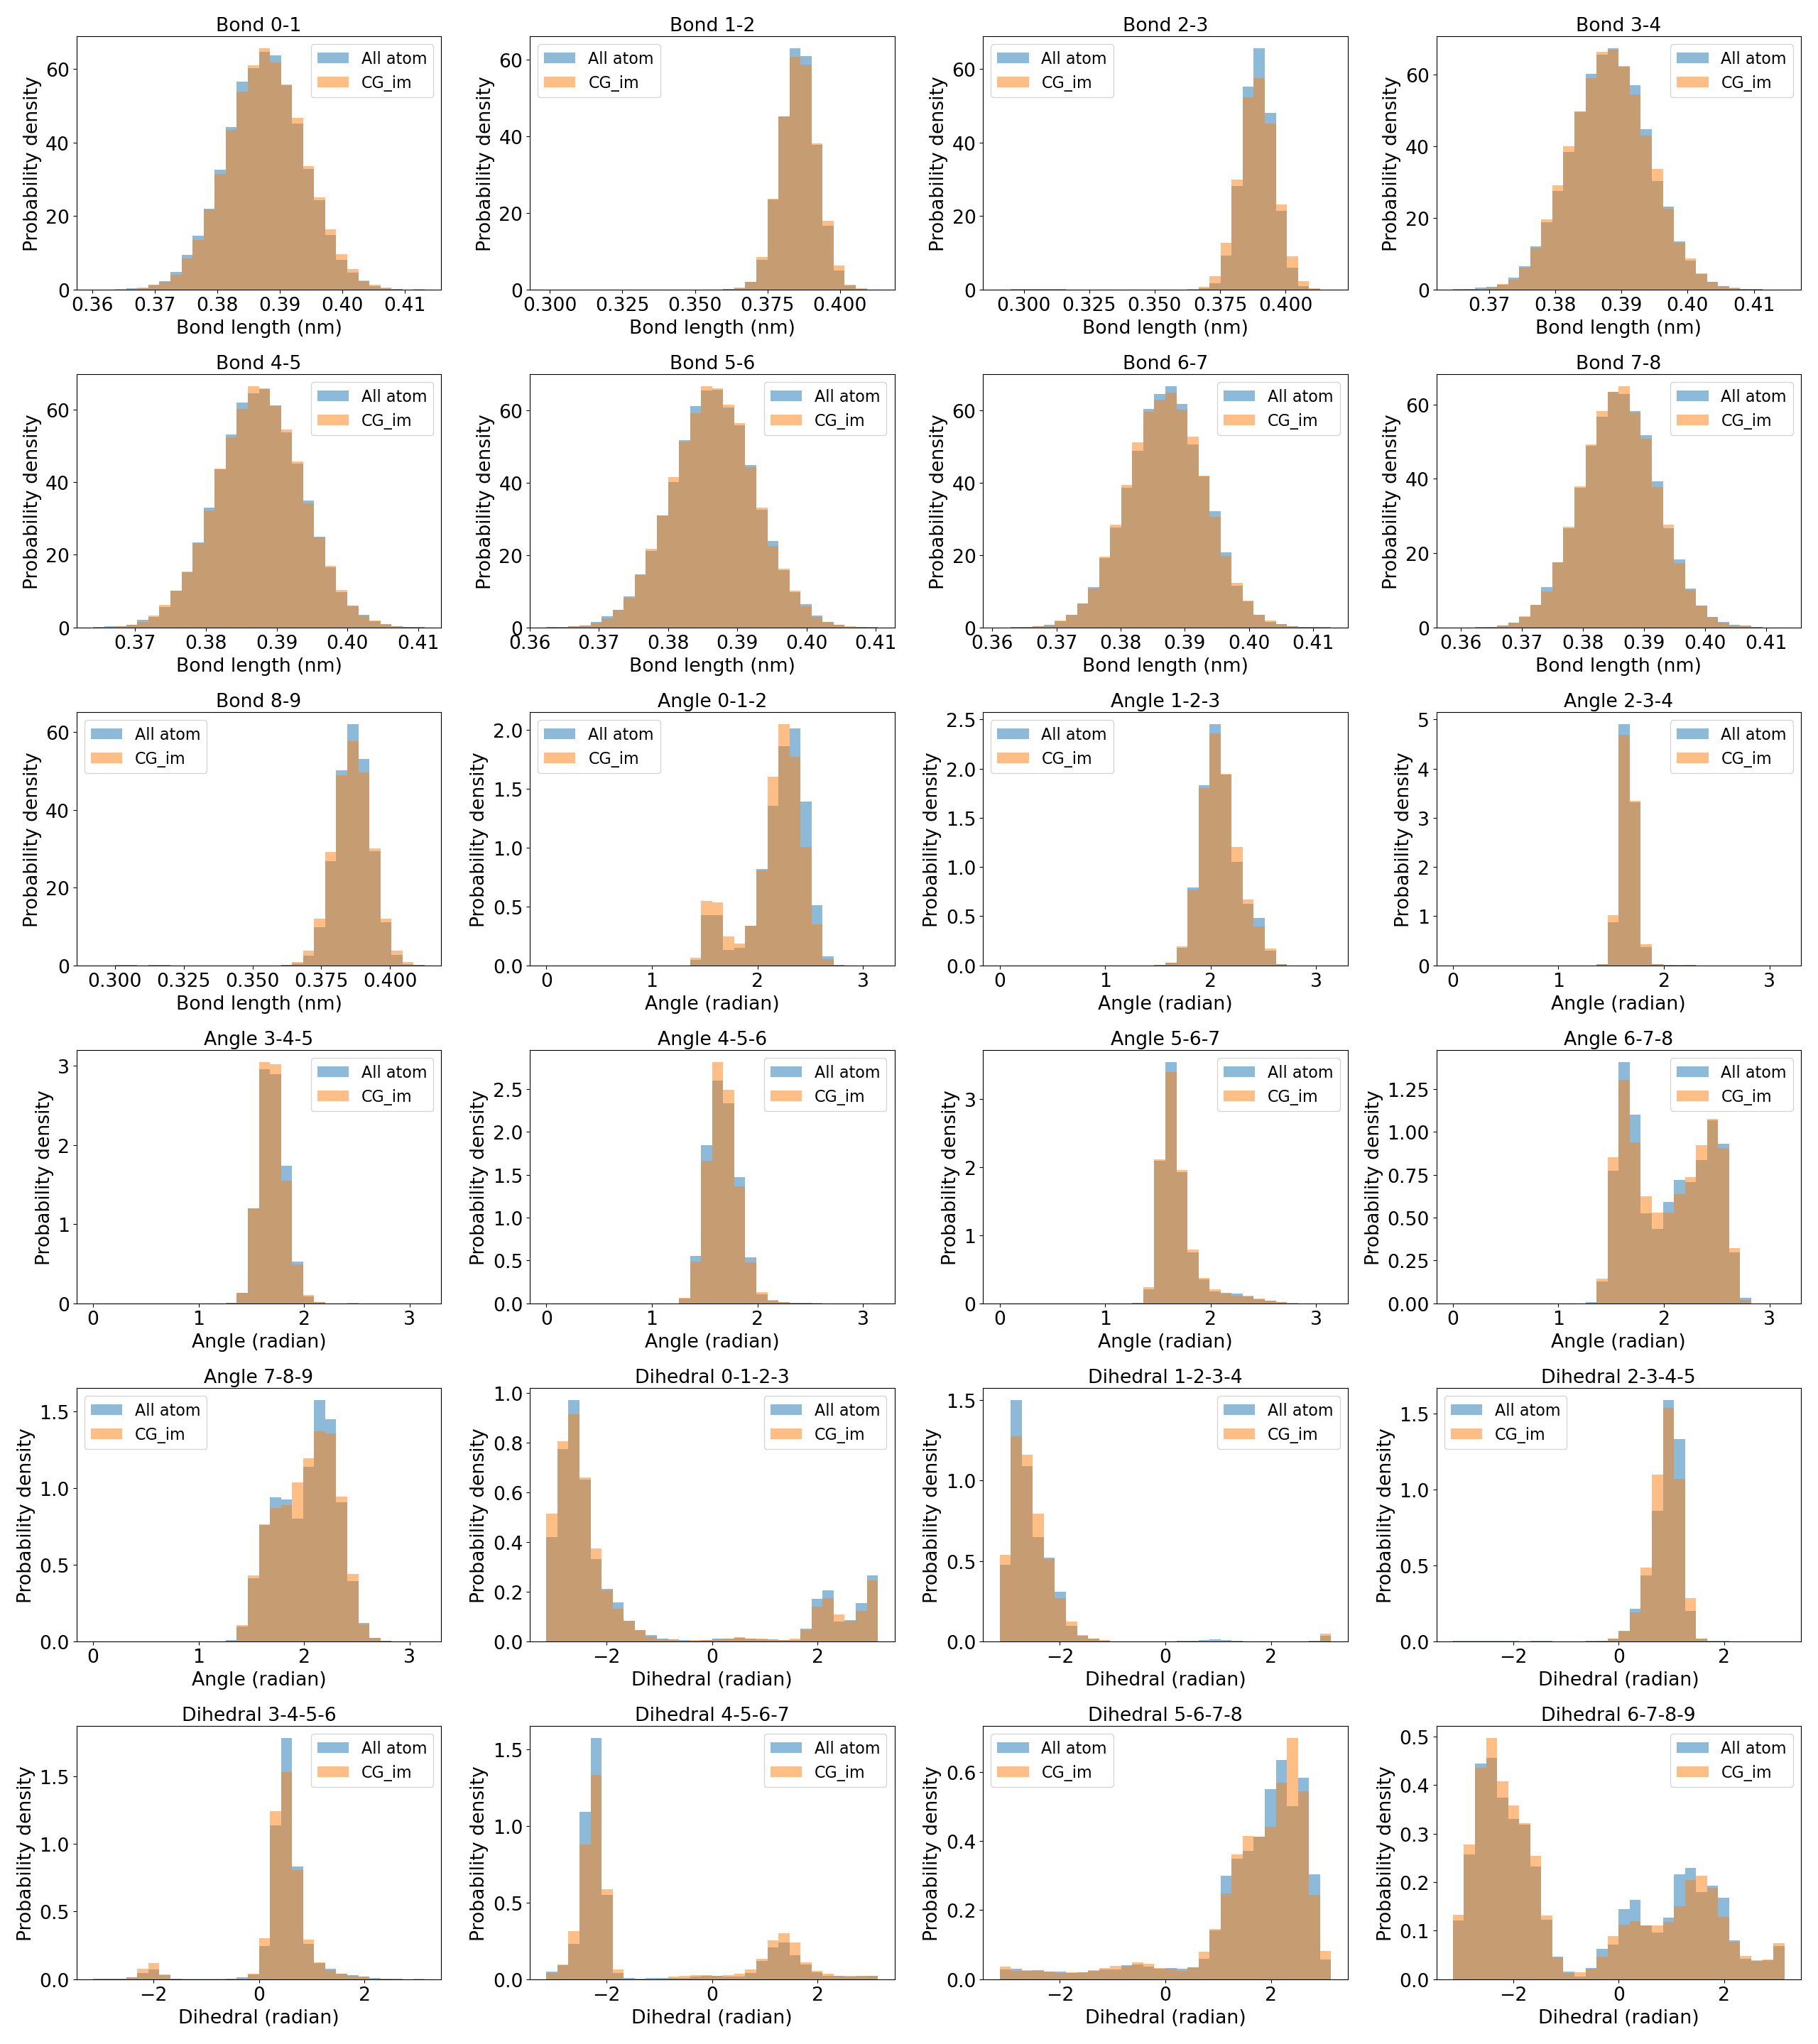 Bond 0-1
Probability density
60
40
20
0
All atom
CG_im
0.36 0.37 0.38 0.39 0.40 0.41
Bond length (nm)
Bond 1-2
Probability density
60
40
20
0
All atom
CG_im
0.300 0.325 0.350 0.375 0.400
Bond length (nm)
Bond 2-3
Probability density
60
40
20
0
All atom
CG_im
0.300 0.325 0.350 0.375 0.400
Bond length (nm)
Bond 3-4
Probability density
60
40
20
0
All atom
CG_im
0.37 0.38 0.39 0.40 0.41
Bond length (nm)
Bond 4-5
Probability density
60
40
20
0
All atom
CG_im
0.37 0.38 0.39 0.40 0.41
Bond length (nm)
Bond 5-6
Probability density
60
40
20
0
All atom
CG_im
0.36 0.37 0.38 0.39 0.40 0.41
Bond length (nm)
Bond 6-7
Probability density
60
40
20
0
All atom
CG_im
0.36 0.37 0.38 0.39 0.40 0.41
Bond length (nm)
Bond 7-8
Probability density
60
40
20
0
All atom
CG_im
0.36 0.37 0.38 0.39 0.40 0.41
Bond length (nm)
Bond 8-9
Probability density
60
40
20
0
All atom
CG_im
0.300 0.325 0.350 0.375 0.400
Bond length (nm)
Angle 0-1-2
Probability density
2.0
1.5
1.0
0.5
0.0
All atom
CG_im
0 1 2 3
Angle (radian)
Angle 1-2-3
Probability density
2.5
2.0
1.5
1.0
0.5
0.0
All atom
CG_im
0 1 2 3
Angle (radian)
Angle 2-3-4
Probability density
5
4
3
2
1
0
All atom
CG_im
0 1 2 3
Angle (radian)
Angle 3-4-5
Probability density
3
2
1
0
All atom
CG_im
0 1 2 3
Angle (radian)
Angle 4-5-6
Probability density
2.5
2.0
1.5
1.0
0.5
0.0
All atom
CG_im
0 1 2 3
Angle (radian)
Angle 5-6-7
Probability density
3
2
1
0
All atom
CG_im
0 1 2 3
Angle (radian)
Angle 6-7-8
Probability density
1.25
1.00
0.75
0.50
0.25
0.00
All atom
CG_im
0 1 2 3
Angle (radian)
Angle 7-8-9
Probability density
1.5
1.0
0.5
0.0
All atom
CG_im
0 1 2 3
Angle (radian)
Dihedral 0-1-2-3
Probability density
1.0
0.8
0.6
0.4
0.2
0.0
All atom
CG_im
−2 0 2
Dihedral (radian)
Dihedral 1-2-3-4
Probability density
1.5
1.0
0.5
0.0
All atom
CG_im
−2 0 2
Dihedral (radian)
Dihedral 2-3-4-5
Probability density
1.5
1.0
0.5
0.0
All atom
CG_im
−2 0 2
Dihedral (radian)
Dihedral 3-4-5-6
Probability density
1.5
1.0
0.5
0.0
All atom
CG_im
−2 0 2
Dihedral (radian)
Dihedral 4-5-6-7
Probability density
1.5
1.0
0.5
0.0
All atom
CG_im
−2 0 2
Dihedral (radian)
Dihedral 5-6-7-8
Probability density
0.6
0.4
0.2
0.0
All atom
CG_im
−2 0 2
Dihedral (radian)
Dihedral 6-7-8-9
Probability density
0.5
0.4
0.3
0.2
0.1
0.0
All atom
CG_im
−2 0 2
Dihedral (radian)